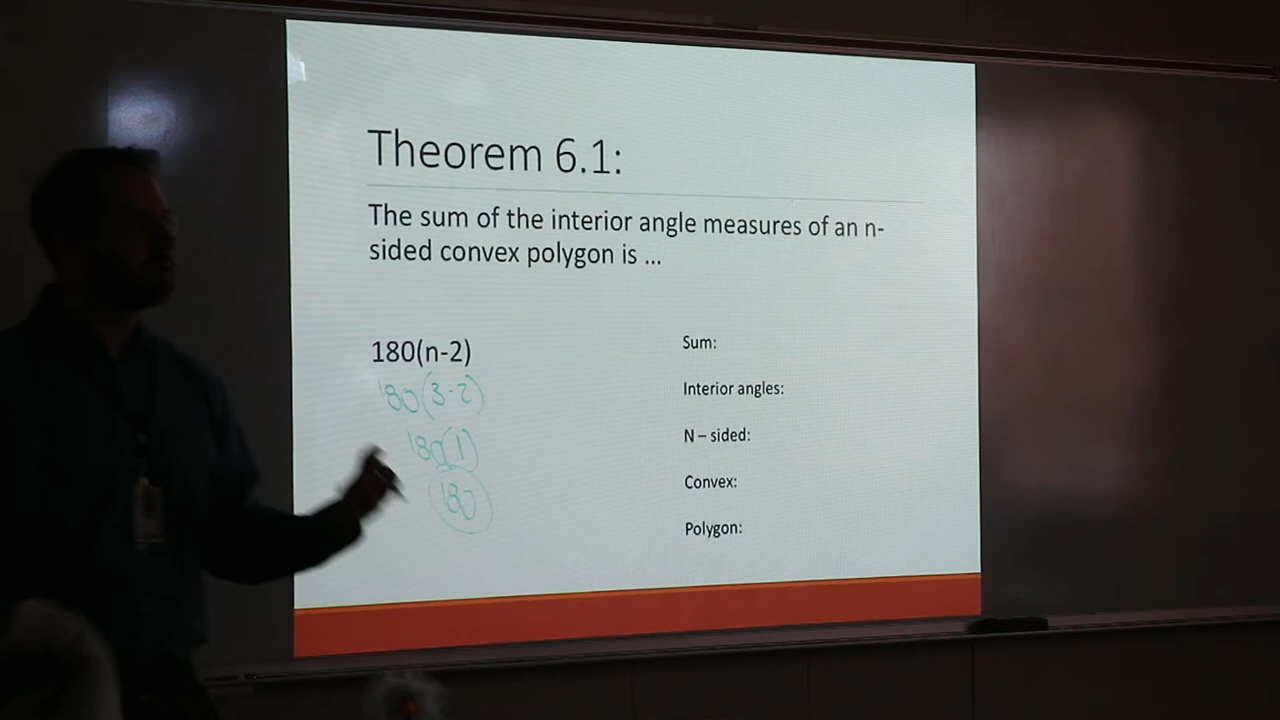 Theorem 6.1:
The sum of the interior angle measures of an n-
sided convex polygon is ...
180(n-2)
180(3-2)
180(1)
180
Sum:
Interior angles:
N – sided:
Convex:
Polygon: